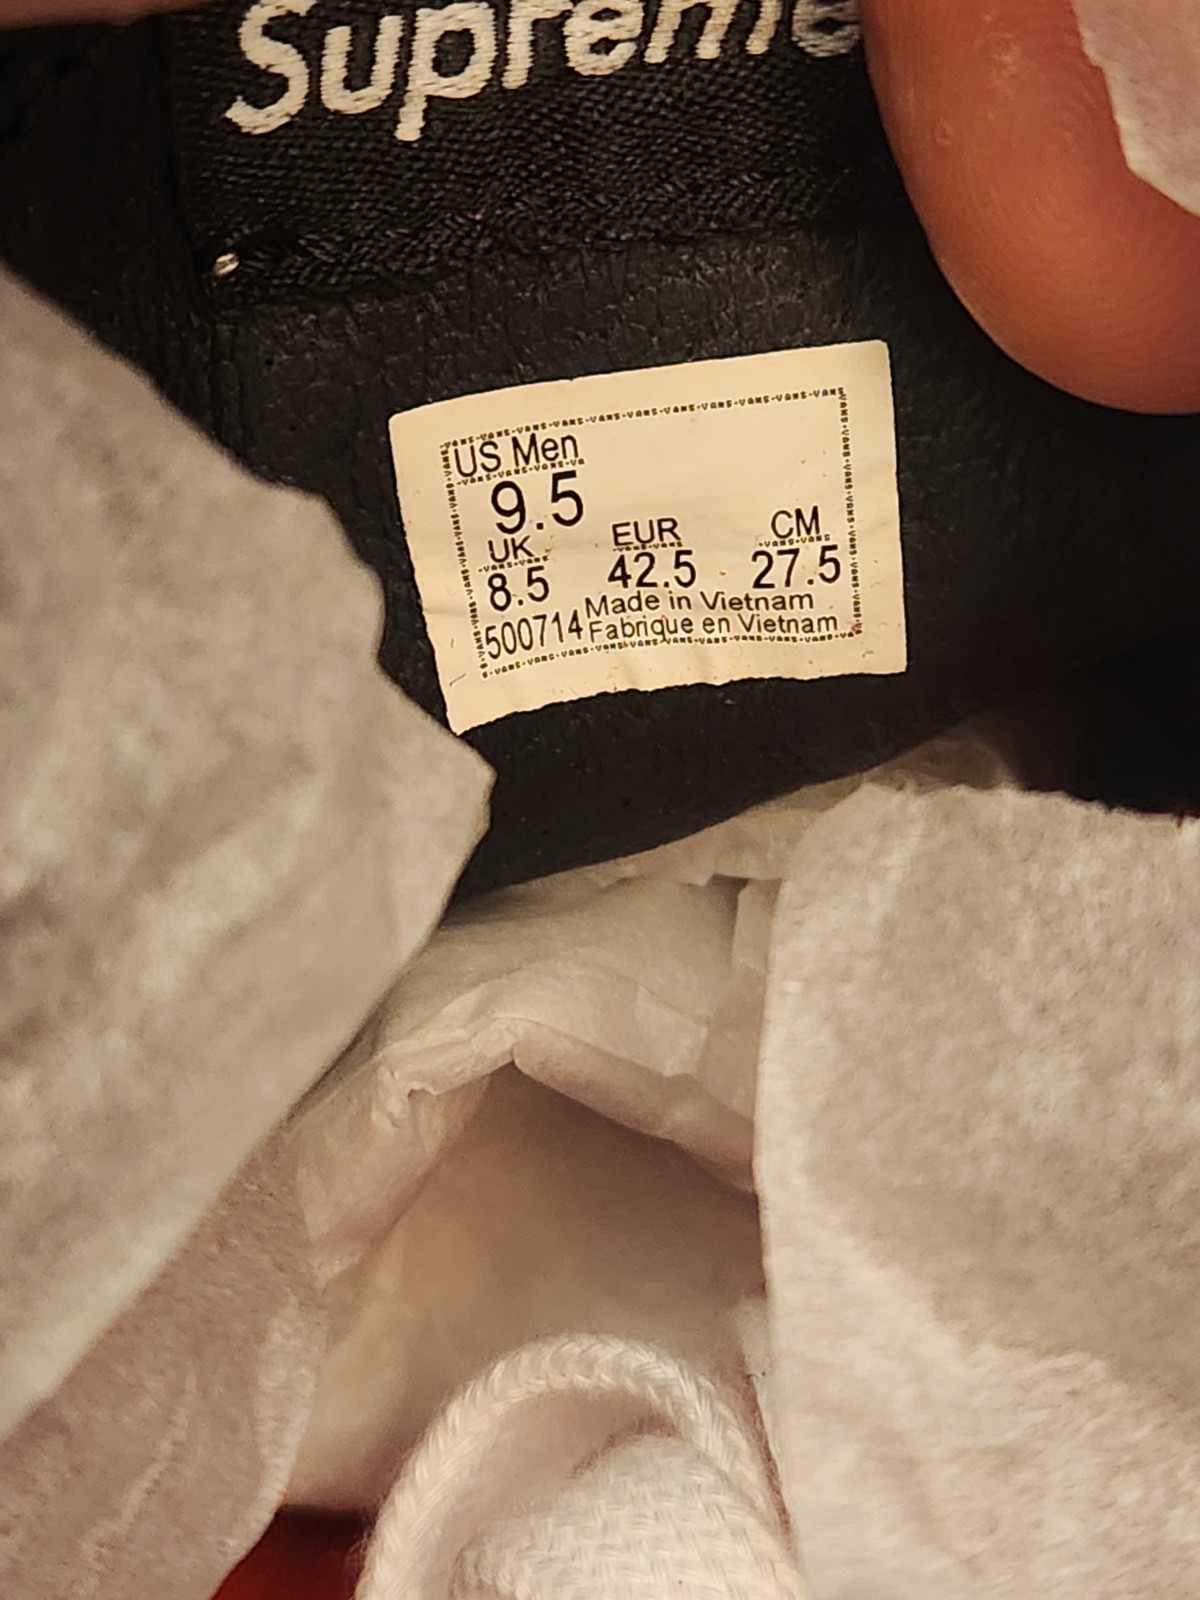 Supreme
US Men
9.5
UK EUR CM
8.5 42.5 27.5
Made in Vietnam
500714 Fabrique en Vietnam